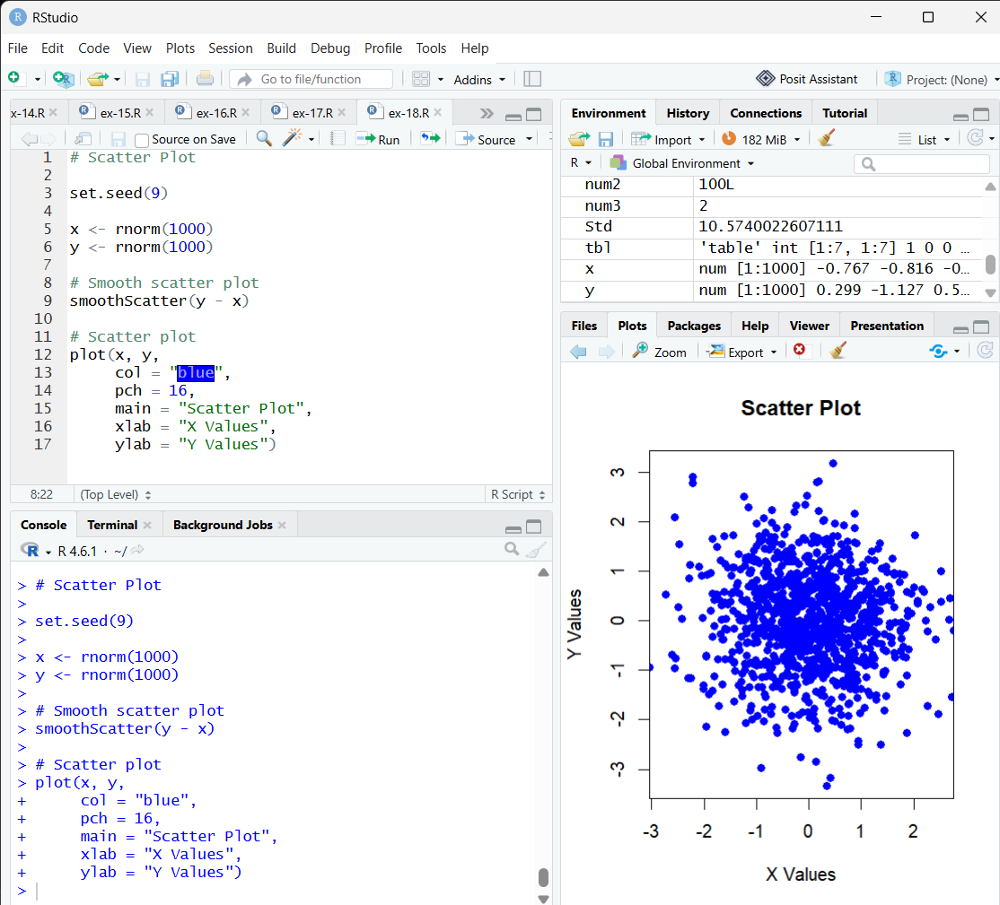 RStudio
File Edit Code View Plots Session Build Debug Profile Tools Help
Go to file/function Addins Posit Assistant Project: (None)
x-14.R ex-15.R ex-16.R ex-17.R ex-18.R
Source on Save Run Source
1 # Scatter Plot
2
3 set.seed(9)
4
5 x <- rnorm(1000)
6 y <- rnorm(1000)
7
8 # Smooth scatter plot
9 smoothScatter(y - x)
10
11 # Scatter plot
12 plot(x, y,
13 col = "blue",
14 pch = 16,
15 main = "Scatter Plot",
16 xlab = "X Values",
17 ylab = "Y Values")
8:22 (Top Level) R Script
Console Terminal Background Jobs
R 4.6.1 · ~/
> # Scatter Plot
>
> set.seed(9)
>
> x <- rnorm(1000)
> y <- rnorm(1000)
>
> # Smooth scatter plot
> smoothScatter(y - x)
>
> # Scatter plot
> plot(x, y,
+ col = "blue",
+ pch = 16,
+ main = "Scatter Plot",
+ xlab = "X Values",
+ ylab = "Y Values")
>
Environment History Connections Tutorial
Import 182 MiB List
R Global Environment
num2 100L
num3 2
Std 10.5740022607111
tbl 'table' int [1:7, 1:7] 1 0 0 ...
x num [1:1000] -0.767 -0.816 -0...
y num [1:1000] 0.299 -1.127 0.5...
Files Plots Packages Help Viewer Presentation
Zoom Export
Scatter Plot
3
2
1
0
-1
-2
-3
Y Values
-3 -2 -1 0 1 2
X Values